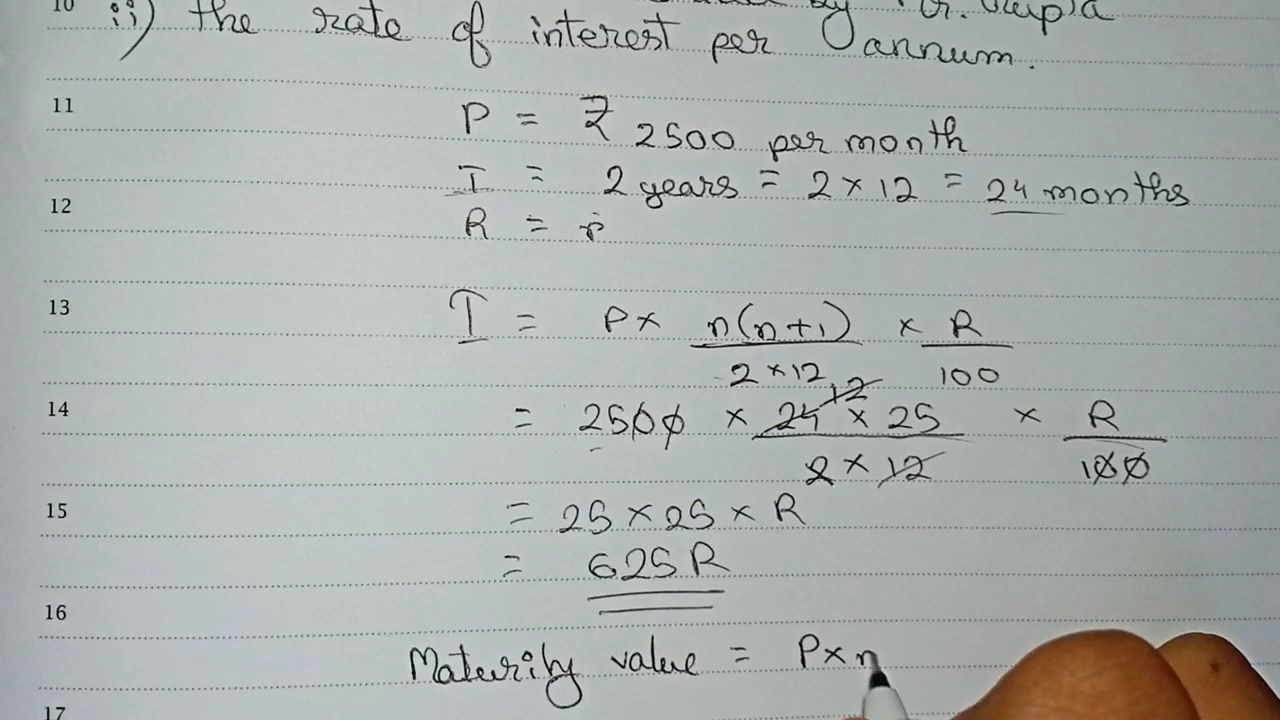 10 ii) the rate of interest per annum.
11 P = ₹ 2500 per month
I = 2 years = 2 × 12 = 24 months
12 R = r
13 I = P × n(n+1) / 2 × 12 × R / 100
14 = 2500 × 24 12 × 25 / 2 × 12 × R / 100
15 = 25 × 25 × R
= 625 R
16
Maturity value = P × n
17